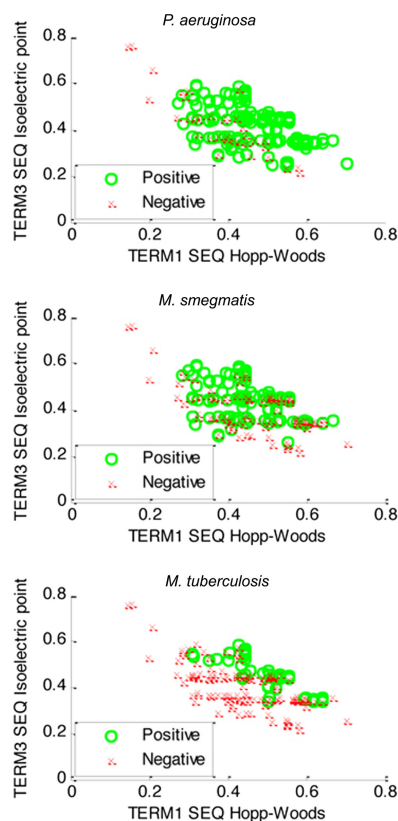 P. aeruginosa
TERM3 SEQ Isoelectric point
0.8
0.6
0.4
0.2
0
Positive
Negative
0 0.2 0.4 0.6 0.8
TERM1 SEQ Hopp-Woods
M. smegmatis
TERM3 SEQ Isoelectric point
0.8
0.6
0.4
0.2
0
Positive
Negative
0 0.2 0.4 0.6 0.8
TERM1 SEQ Hopp-Woods
M. tuberculosis
TERM3 SEQ Isoelectric point
0.8
0.6
0.4
0.2
0
Positive
Negative
0 0.2 0.4 0.6 0.8
TERM1 SEQ Hopp-Woods